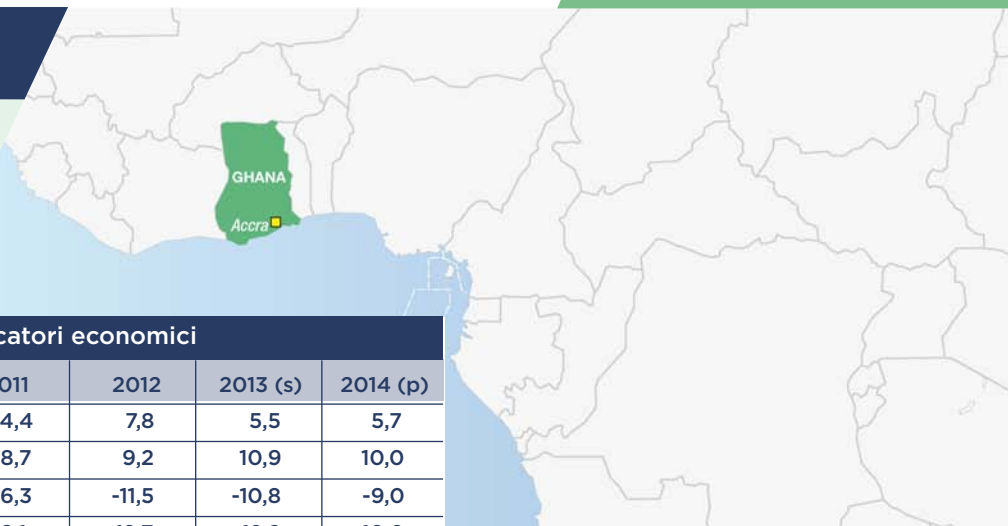 GHANA
Accra
catori economici
011 2012 2013 (s) 2014 (p)
4,4 7,8 5,5 5,7
8,7 9,2 10,9 10,0
6,3 -11,5 -10,8 -9,0